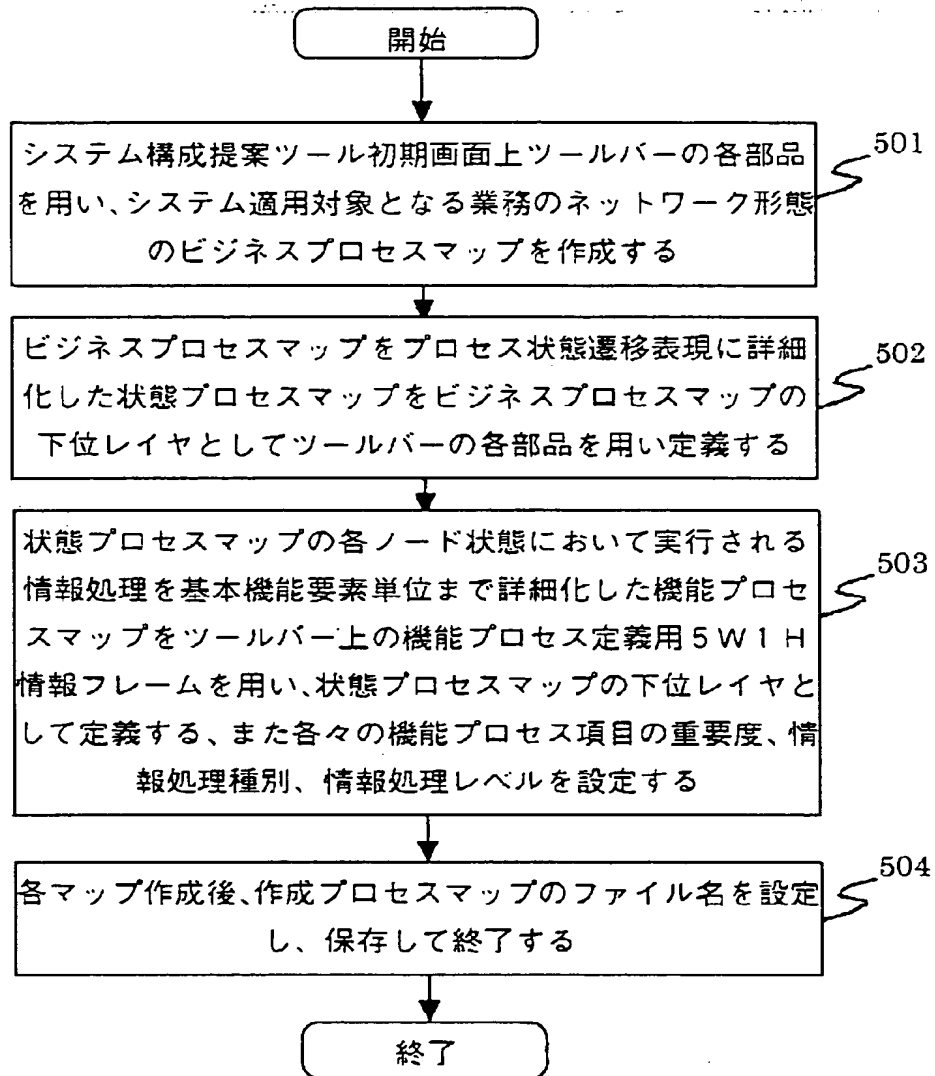 開始
システム構成提案ツール初期画面上ツールバーの各部品
を用い、システム適用対象となる業務のネットワーク形態
のビジネスプロセスマップを作成する
501
ビジネスプロセスマップをプロセス状態遷移表現に詳細
化した状態プロセスマップをビジネスプロセスマップの
下位レイヤとしてツールバーの各部品を用い定義する
502
状態プロセスマップの各ノード状態において実行される
情報処理を基本機能要素単位まで詳細化した機能プロセ
スマップをツールバー上の機能プロセス定義用5W1H
情報フレームを用い、状態プロセスマップの下位レイヤと
して定義する、また各々の機能プロセス項目の重要度、情
報処理種別、情報処理レベルを設定する
503
各マップ作成後、作成プロセスマップのファイル名を設定
し、保存して終了する
504
終了